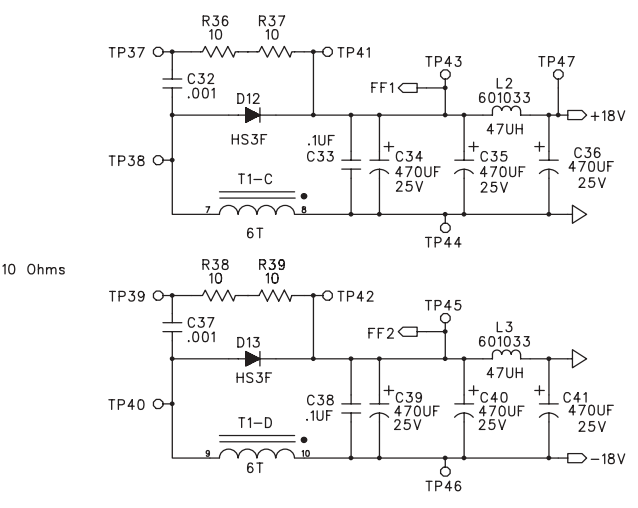 R36 R37
10 10
TP37 TP41
TP43 TP47
C32
.001
FF1
L2
601033
D12
47UH
+18V
HS3F
.1UF
C33
+ C34
470UF
25V
+ C35
470UF
25V
+ C36
470UF
25V
TP38
T1-C
7 8
6T
TP44
10 Ohms
R38 R39
10 10
TP39 TP42
TP45
C37
.001
FF2
L3
601033
D13
47UH
HS3F
C38
.1UF
+ C39
470UF
25V
+ C40
470UF
25V
+ C41
470UF
25V
TP40
T1-D
9 10
6T
-18V
TP46